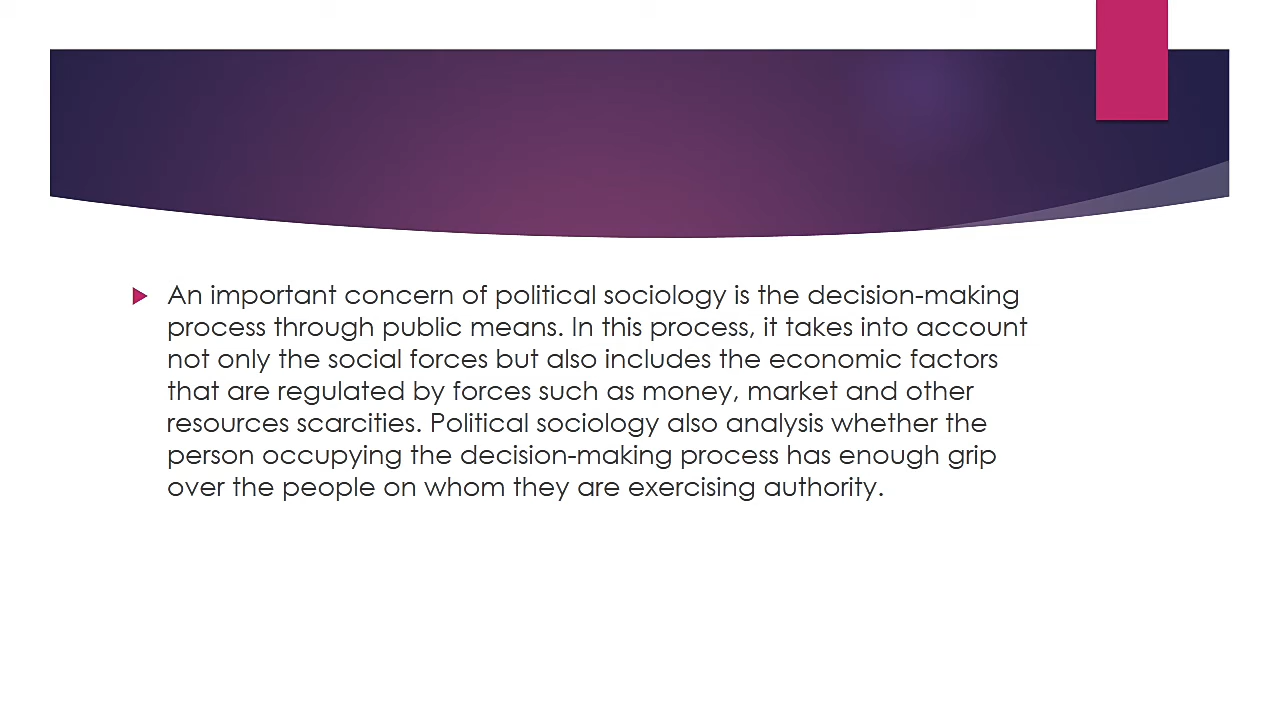 An important concern of political sociology is the decision-making
process through public means. In this process, it takes into account
not only the social forces but also includes the economic factors
that are regulated by forces such as money, market and other
resources scarcities. Political sociology also analysis whether the
person occupying the decision-making process has enough grip
over the people on whom they are exercising authority.